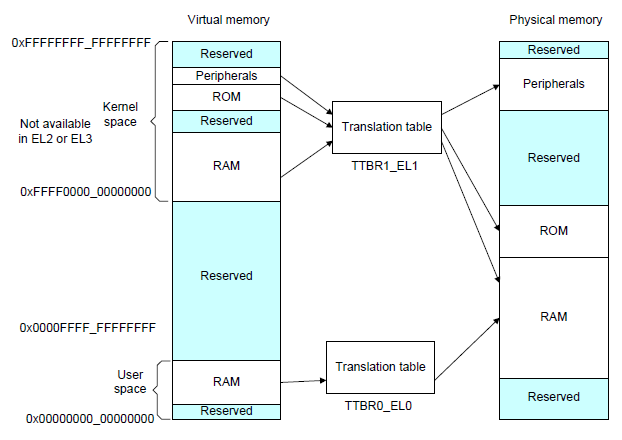 Virtual memory
Physical memory
0xFFFFFFFF_FFFFFFFF
Reserved
Peripherals
ROM
Reserved
RAM
Kernel
space
Not available
in EL2 or EL3
0xFFFF0000_00000000
Reserved
0x0000FFFF_FFFFFFFF
User
space
RAM
Reserved
0x00000000_00000000
Translation table
TTBR1_EL1
Translation table
TTBR0_EL0
Reserved
Peripherals
Reserved
ROM
RAM
Reserved